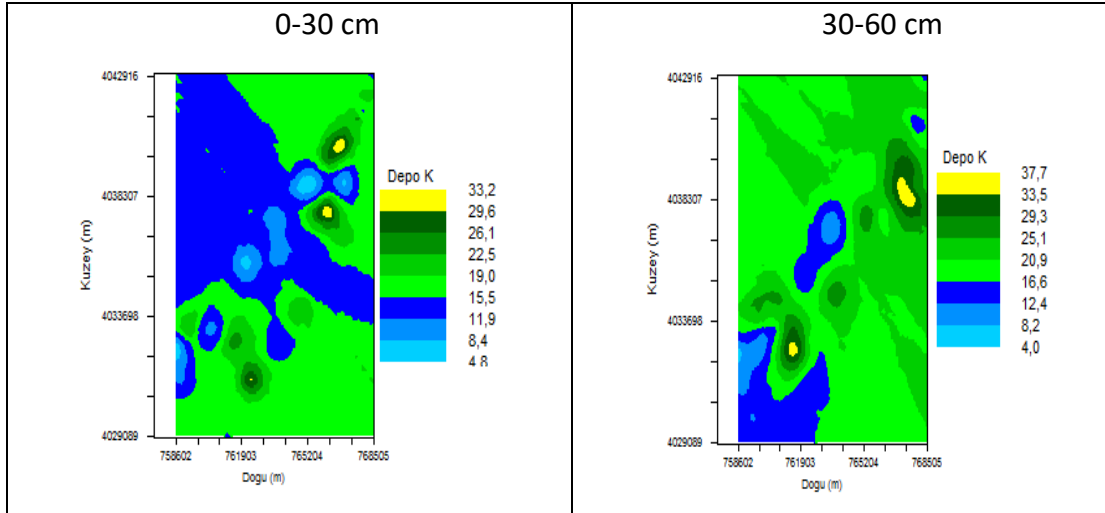 0-30 cm
4042916
4038307
4033698
4029089
Kuzey (m)
758602 761903 765204 768505
Dogu (m)
Depo K
33,2
29,6
26,1
22,5
19,0
15,5
11,9
8,4
4,8
30-60 cm
4042916
4038307
4033698
4029089
Kuzey (m)
758602 761903 765204 768505
Dogu (m)
Depo K
37,7
33,5
29,3
25,1
20,9
16,6
12,4
8,2
4,0